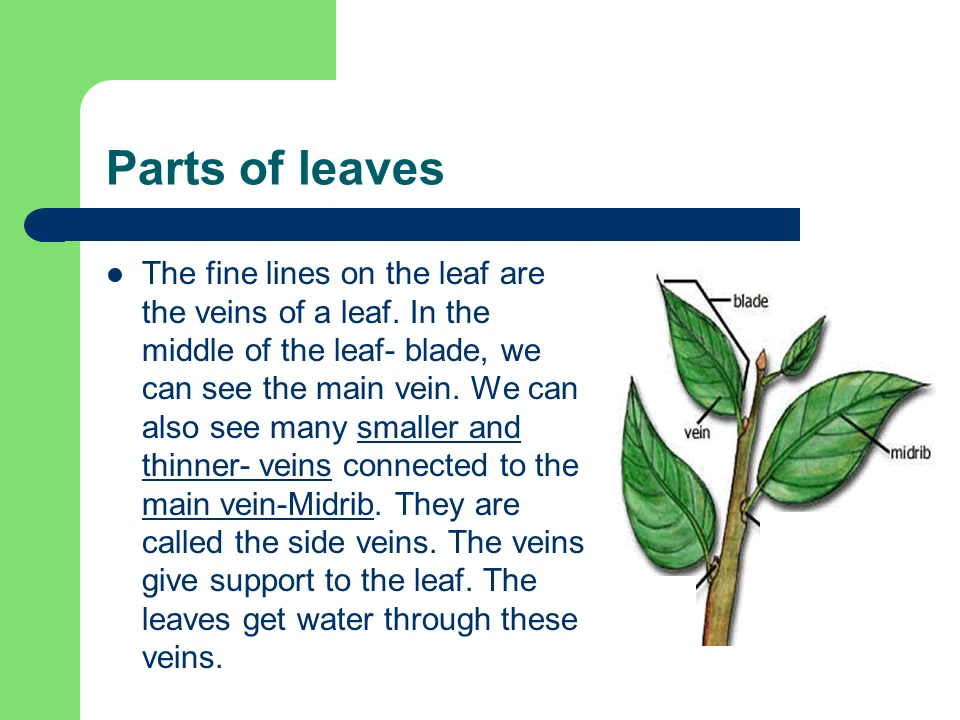 Parts of leaves
● The fine lines on the leaf are
the veins of a leaf. In the
middle of the leaf- blade, we
can see the main vein. We can
also see many smaller and
thinner- veins connected to the
main vein-Midrib. They are
called the side veins. The veins
give support to the leaf. The
leaves get water through these
veins.
blade
vein
midrib